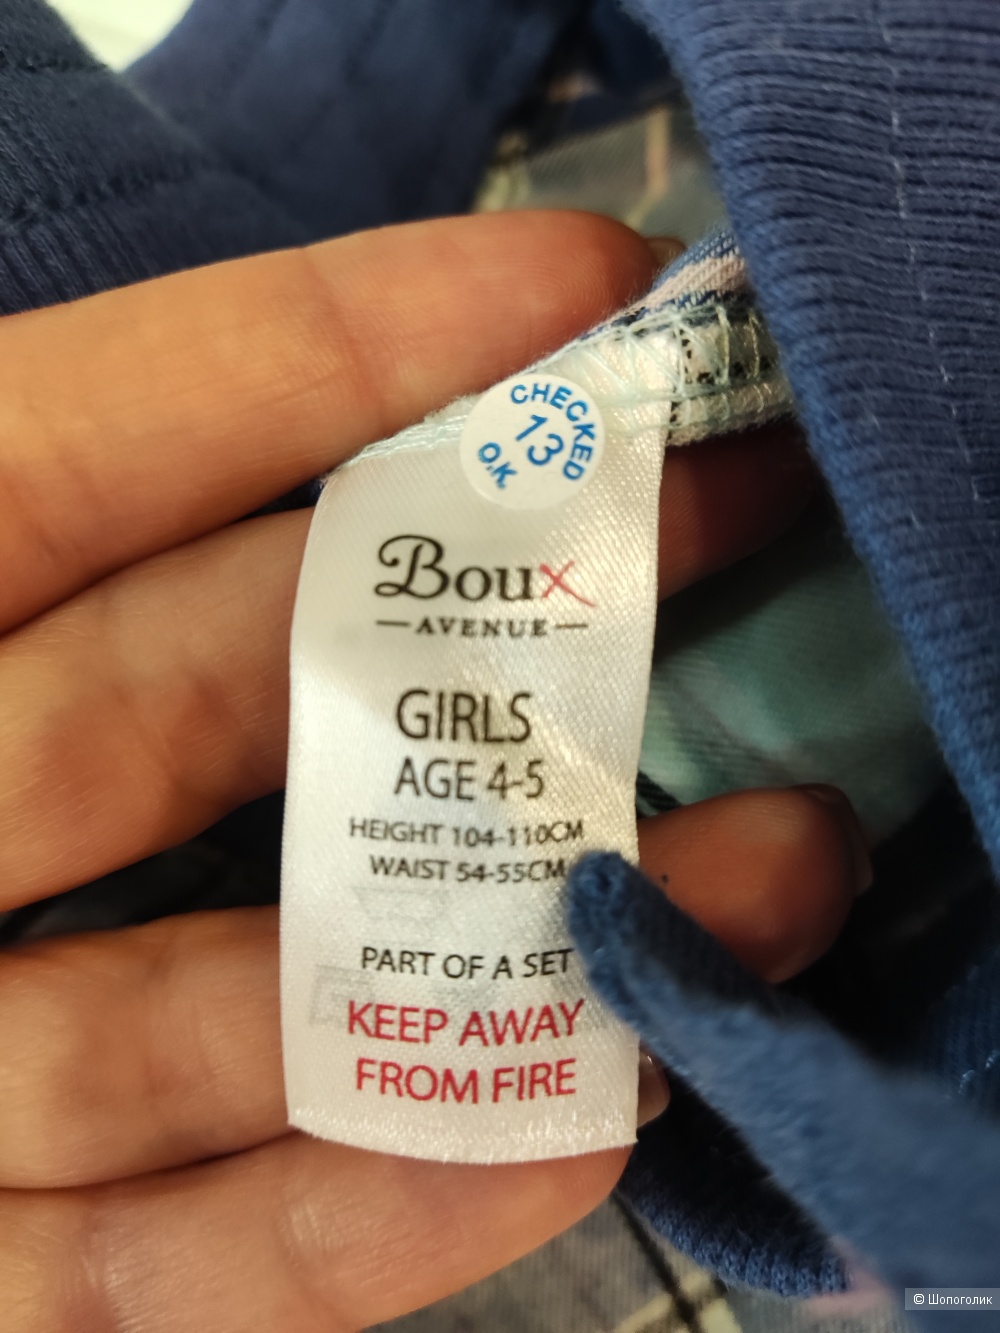 CHECKED
13
O.K
Boux
AVENUE
GIRLS
AGE 4-5
HEIGHT 104-110CM
WAIST 54-55CM
PART OF A SET
KEEP AWAY
FROM FIRE
© Шопоголик